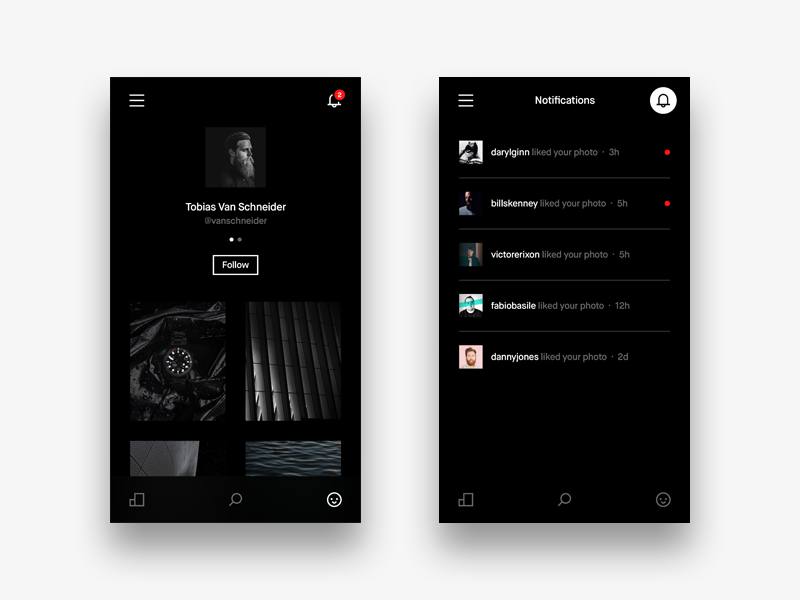 2
Tobias Van Schneider
@vanschneider
Follow
Notifications
darylginn liked your photo · 3h
billskenney liked your photo · 5h
victorerixon liked your photo · 5h
fabiobasile liked your photo · 12h
dannyjones liked your photo · 2d